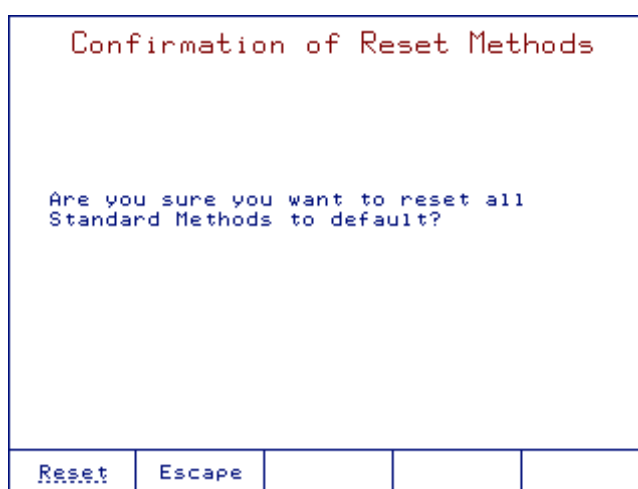 Confirmation of Reset Methods
Are you sure you want to reset all
Standard Methods to default?
Reset Escape